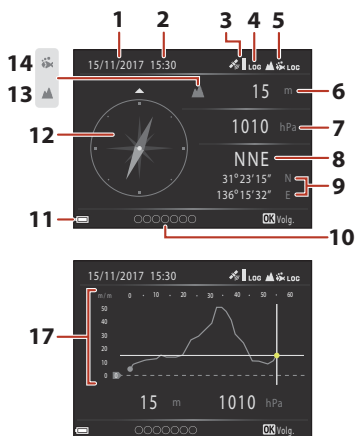 1 2 3 4 5
14
13
15/11/2017 15:30 LOG LOG
15 m 6
1010 hPa 7
12
NNE 8
31°23'15" N
136°15'32" E
9
11
OK Volg.
10
15/11/2017 15:30 LOG LOG
m/m 0 10 20 30 40 50 60
17
50
40
30
20
10
0 0
15 m 1010 hPa
OK Volg.